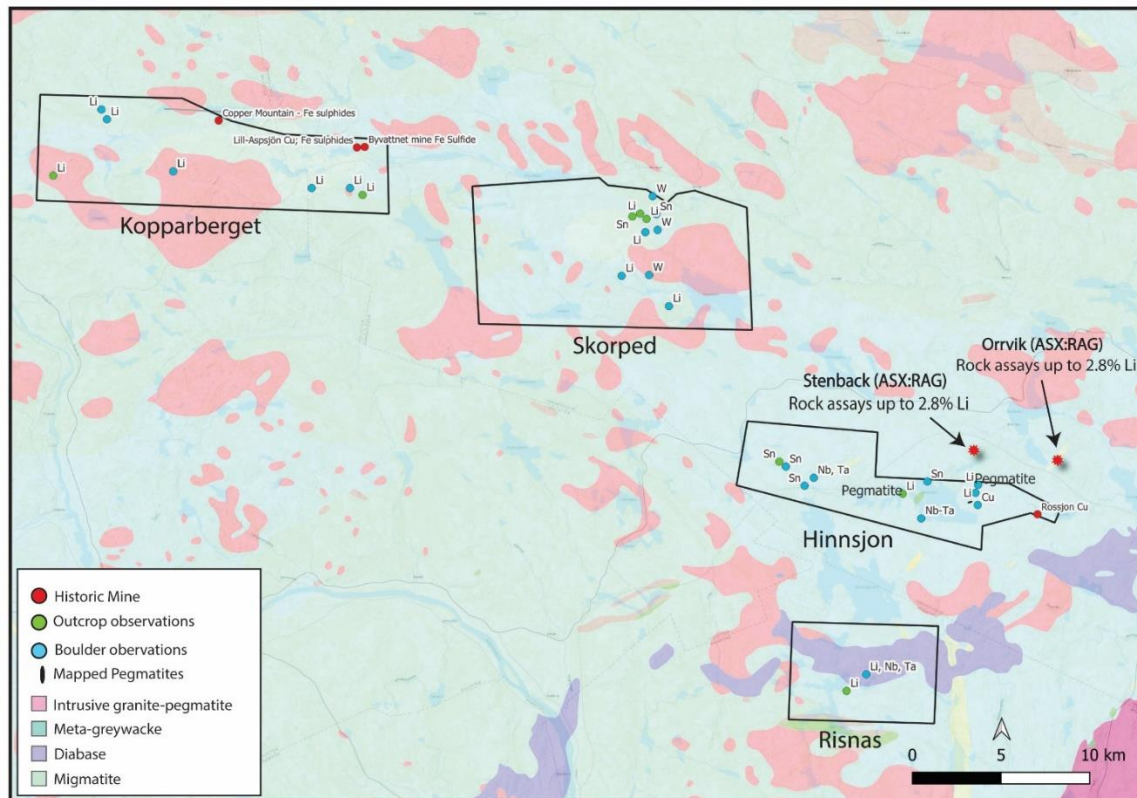 Li
Li
Copper Mountain - Fe sulphides
Lill-Aspsjön Cu; Fe sulphides
Byvattnet mine Fe Sulfide
Li
Li
Li
Li
Li
Kopparberget
W
Li
Sn
Li
Sn
W
Li
Li
W
Li
Skorped
Orrvik (ASX:RAG)
Rock assays up to 2.8% Li
Stenback (ASX:RAG)
Rock assays up to 2.8% Li
Sn
Sn
Nb, Ta
Sn
Sn
Li
Pegmatite
Pegmatite
Li
Li
Cu
Nb-Ta
Rossjon Cu
Hinnsjon
Li, Nb, Ta
Li
Risnas
Historic Mine
Outcrop observations
Boulder obervations
Mapped Pegmatites
Intrusive granite-pegmatite
Meta-greywacke
Diabase
Migmatite
0
5
10 km